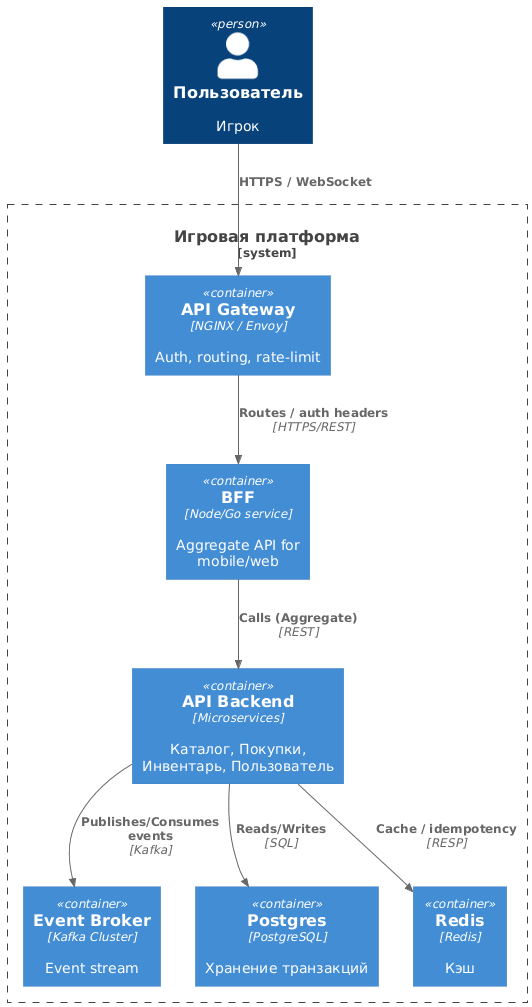 «person»
Пользователь
Игрок
HTTPS / WebSocket
Игровая платформа
[system]
«container»
API Gateway
[NGINX / Envoy]
Auth, routing, rate-limit
Routes / auth headers
[HTTPS/REST]
«container»
BFF
[Node/Go service]
Aggregate API for
mobile/web
Calls (Aggregate)
[REST]
«container»
API Backend
[Microservices]
Каталог, Покупки,
Инвентарь, Пользователь
Publishes/Consumes
events
[Kafka]
Reads/Writes
[SQL]
Cache / idempotency
[RESP]
«container»
Event Broker
[Kafka Cluster]
Event stream
«container»
Postgres
[PostgreSQL]
Хранение транзакций
«container»
Redis
[Redis]
Кэш